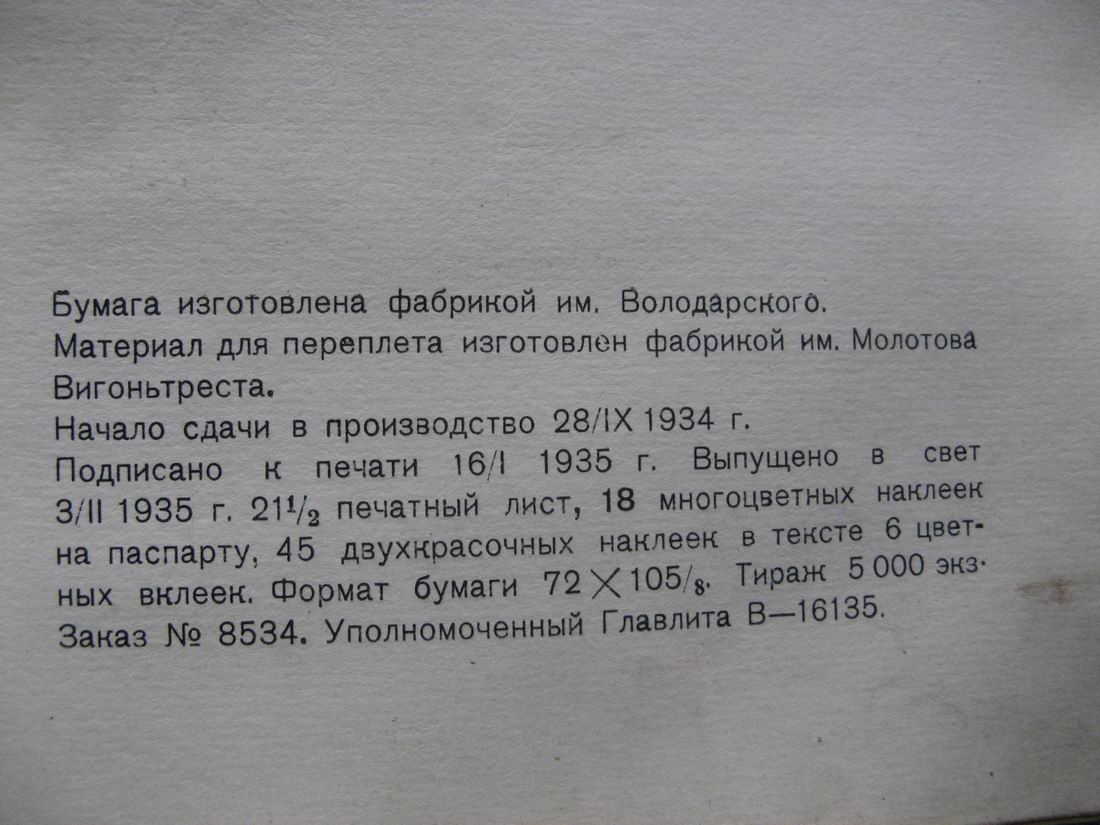 Бумага изготовлена фабрикой им. Володарского.
Материал для переплета изготовлен фабрикой им. Молотова
Вигоньтреста.
Начало сдачи в производство 28/IX 1934 г.
Подписано к печати 16/I 1935 г. Выпущено в свет
3/II 1935 г. 21½ печатный лист, 18 многоцветных наклеек
на паспарту, 45 двухкрасочных наклеек в тексте 6 цвет-
ных вклеек. Формат бумаги 72×105/₈. Тираж 5 000 экз.
Заказ № 8534. Уполномоченный Главлита В—16135.